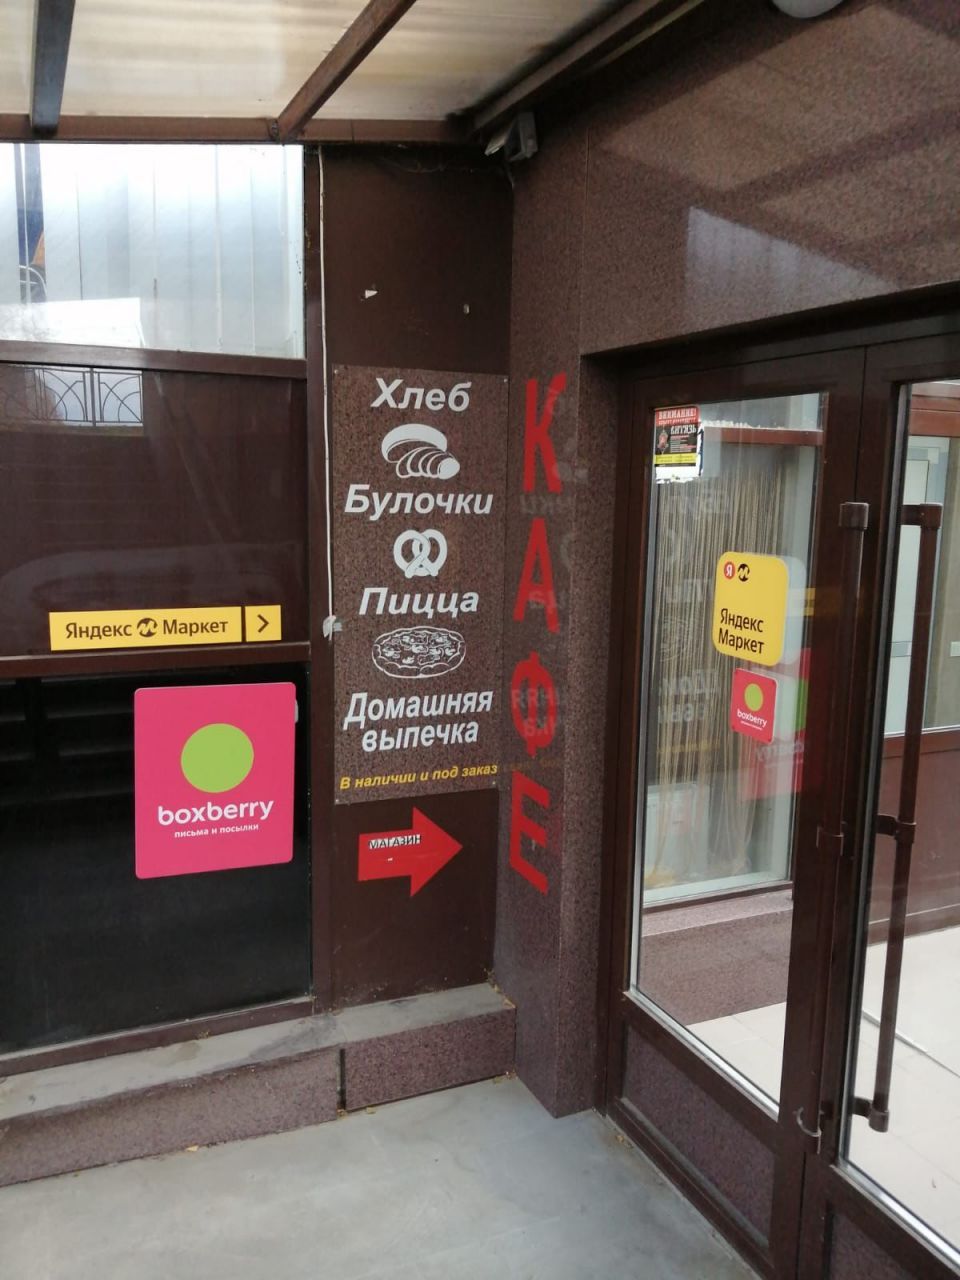 Хлеб
Булочки
Пицца
Домашняя
выпечка
В наличии и под заказ
МАГАЗИН
КАФЕ
Яндекс Маркет
boxberry
письма и посылки
ВНИМАНИЕ!
ВИТЯЗЬ
Я
Яндекс
Маркет
boxberry